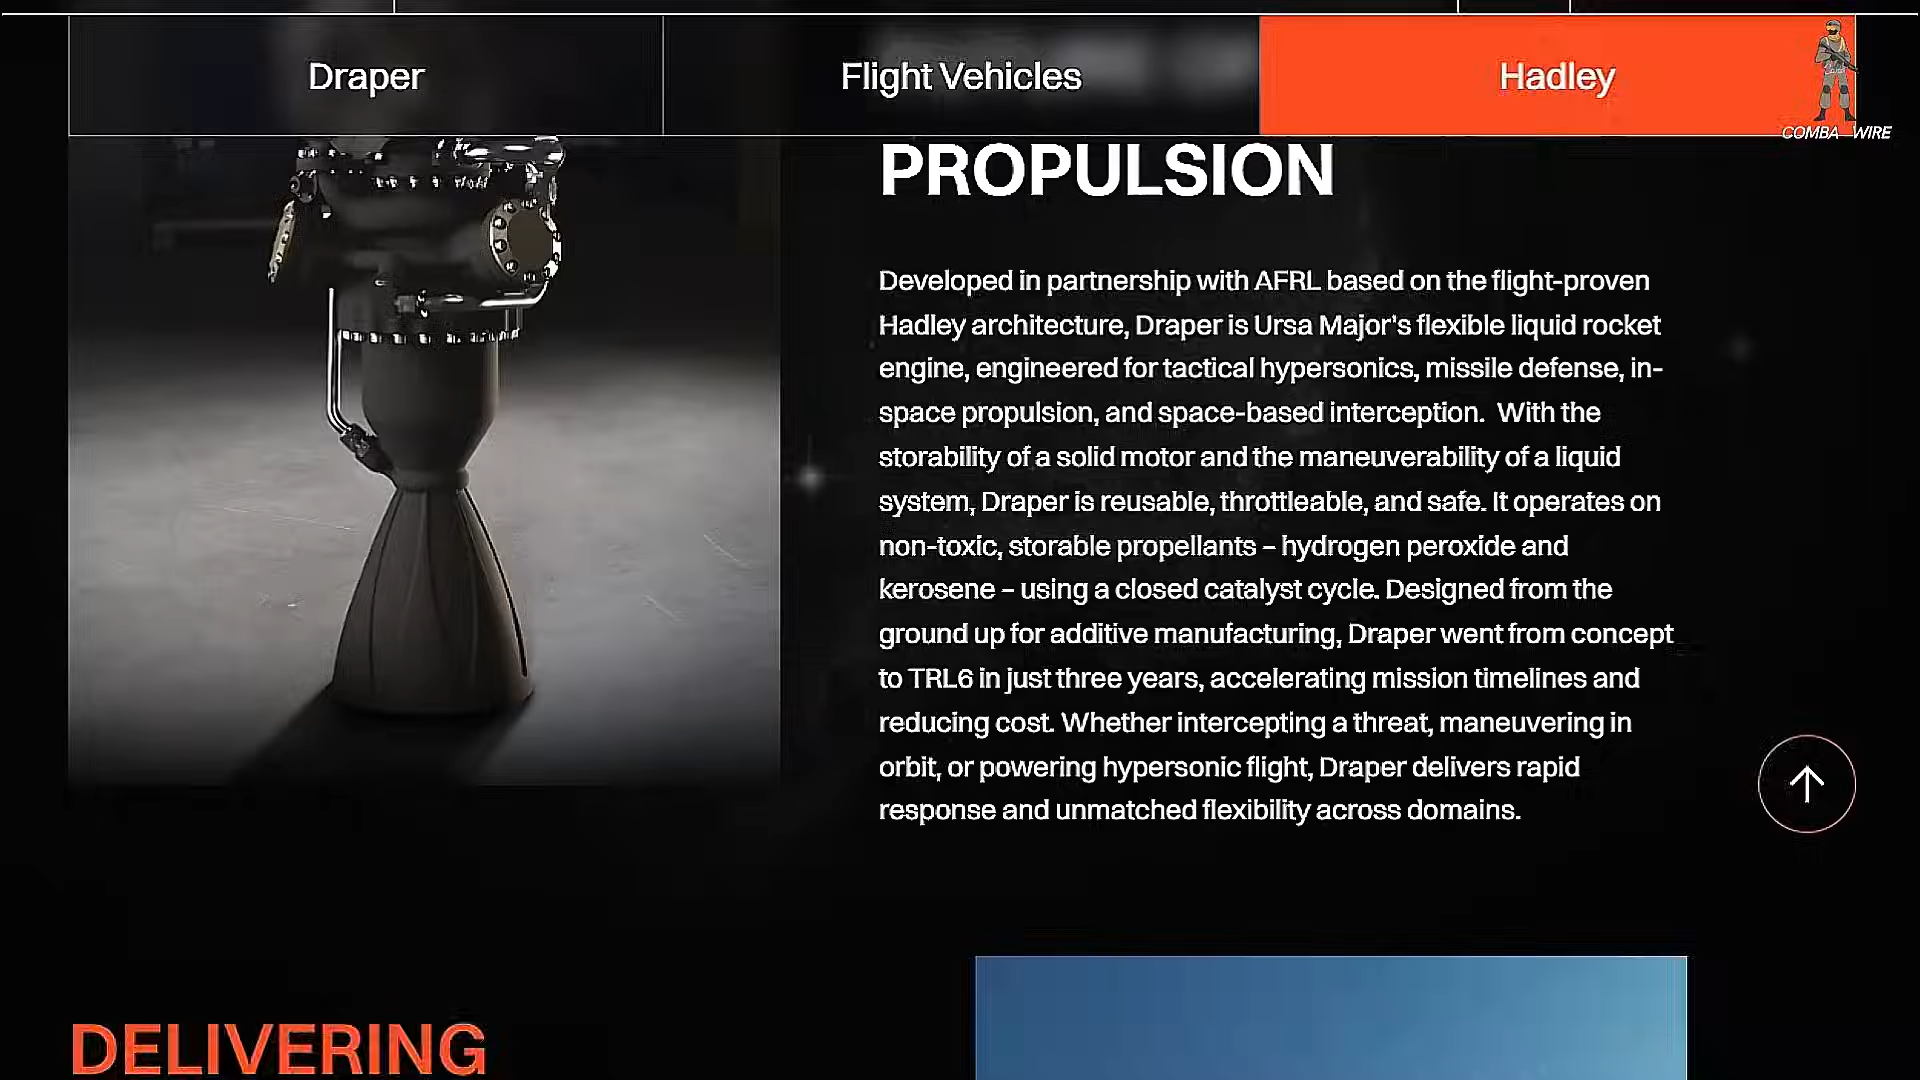 Draper
Flight Vehicles
Hadley
COMBA WIRE
PROPULSION
Developed in partnership with AFRL based on the flight-proven
Hadley architecture, Draper is Ursa Major's flexible liquid rocket
engine, engineered for tactical hypersonics, missile defense, in-
space propulsion, and space-based interception.  With the
storability of a solid motor and the maneuverability of a liquid
system, Draper is reusable, throttleable, and safe. It operates on
non-toxic, storable propellants – hydrogen peroxide and
kerosene – using a closed catalyst cycle. Designed from the
ground up for additive manufacturing, Draper went from concept
to TRL6 in just three years, accelerating mission timelines and
reducing cost. Whether intercepting a threat, maneuvering in
orbit, or powering hypersonic flight, Draper delivers rapid
response and unmatched flexibility across domains.
DELIVERING